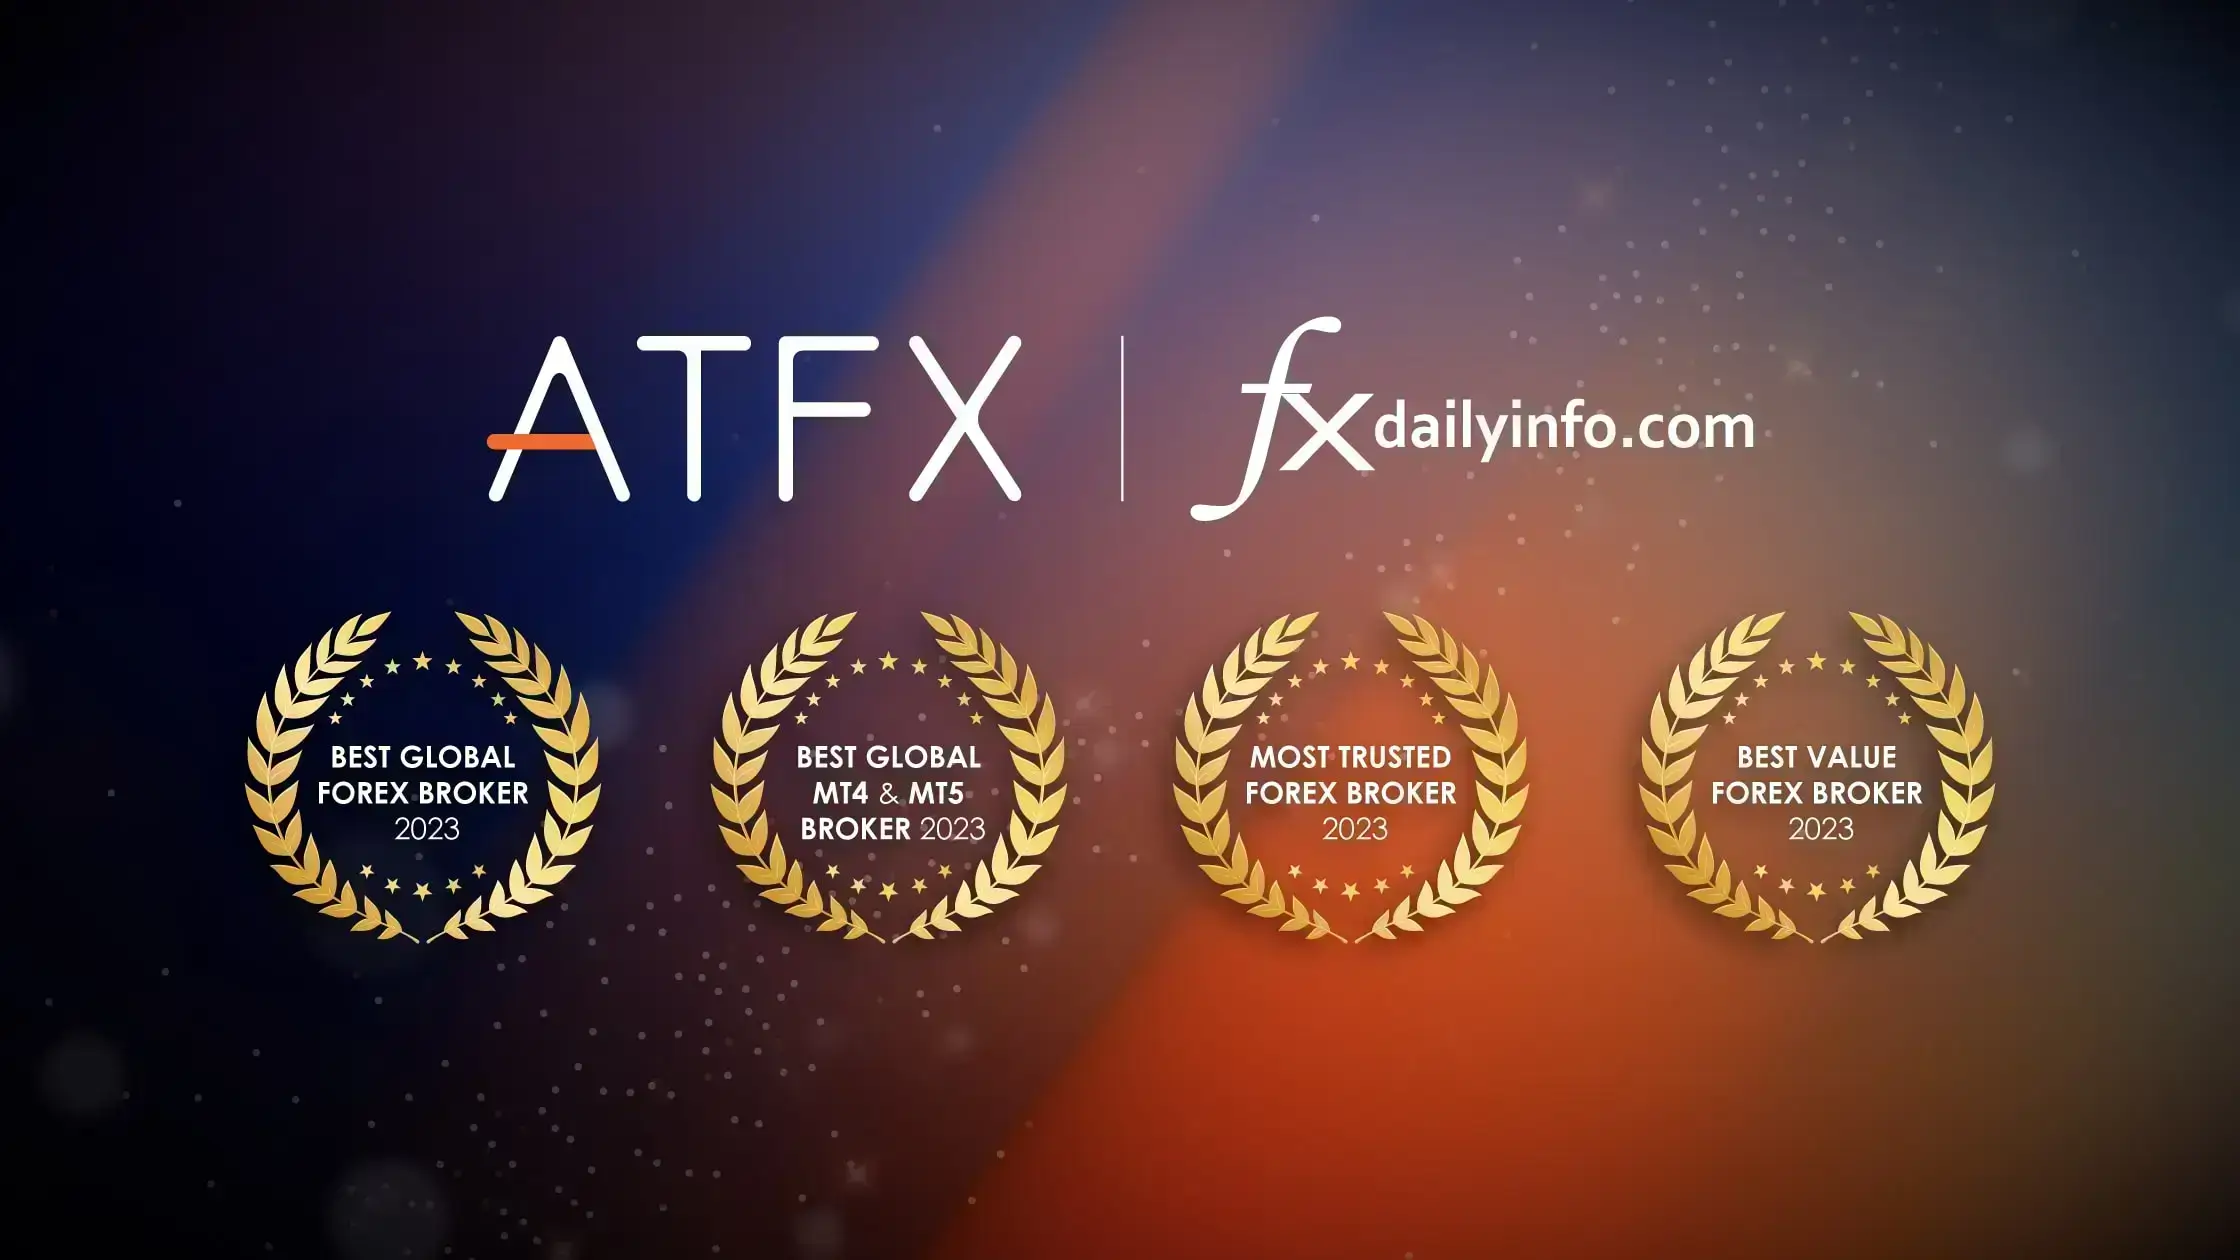 ATFX
fxdailyinfo.com
BEST GLOBAL
FOREX BROKER
2023
BEST GLOBAL
MT4 & MT5
BROKER 2023
MOST TRUSTED
FOREX BROKER
2023
BEST VALUE
FOREX BROKER
2023